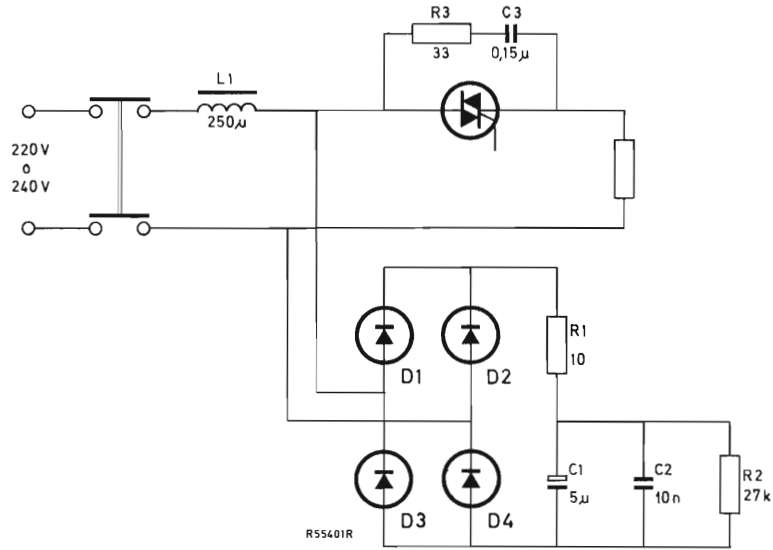 R3
C3
33
0,15μ
L1
250μ
220V
o
240V
R1
10
D1
D2
C1
5μ
C2
10n
R2
27k
D3
D4
R55401R